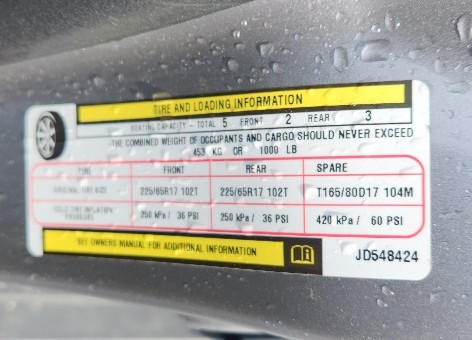 TIRE AND LOADING INFORMATION
SEATING CAPACITY - TOTAL 5 FRONT 2 REAR 3
THE COMBINED WEIGHT OF OCCUPANTS AND CARGO SHOULD NEVER EXCEED
453 KG OR 1000 LB
TIRE FRONT REAR SPARE
ORIGINAL TIRE SIZE 225/65R17 102T 225/65R17 102T T165/80D17 104M
COLD TIRE INFLATION PRESSURE 250 kPa / 36 PSI 250 kPa / 36 PSI 420 kPa / 60 PSI
SEE OWNERS MANUAL FOR ADDITIONAL INFORMATION
JD548424